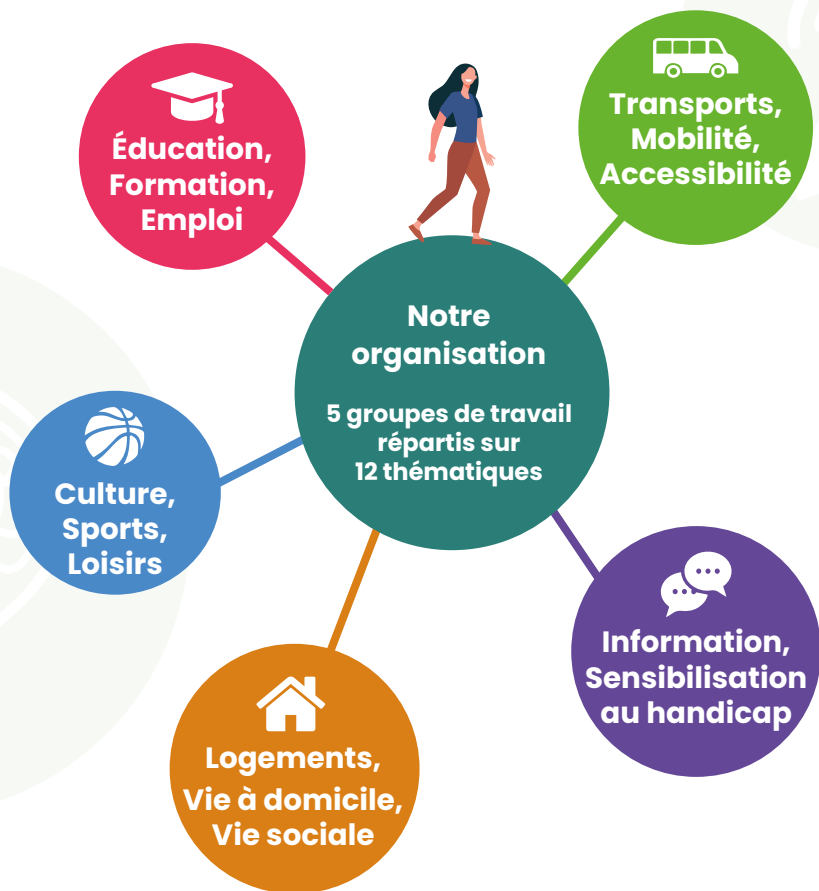 Éducation,
Formation,
Emploi
Transports,
Mobilité,
Accessibilité
Notre
organisation
5 groupes de travail
répartis sur
12 thématiques
Culture,
Sports,
Loisirs
Information,
Sensibilisation
au handicap
Logements,
Vie à domicile,
Vie sociale